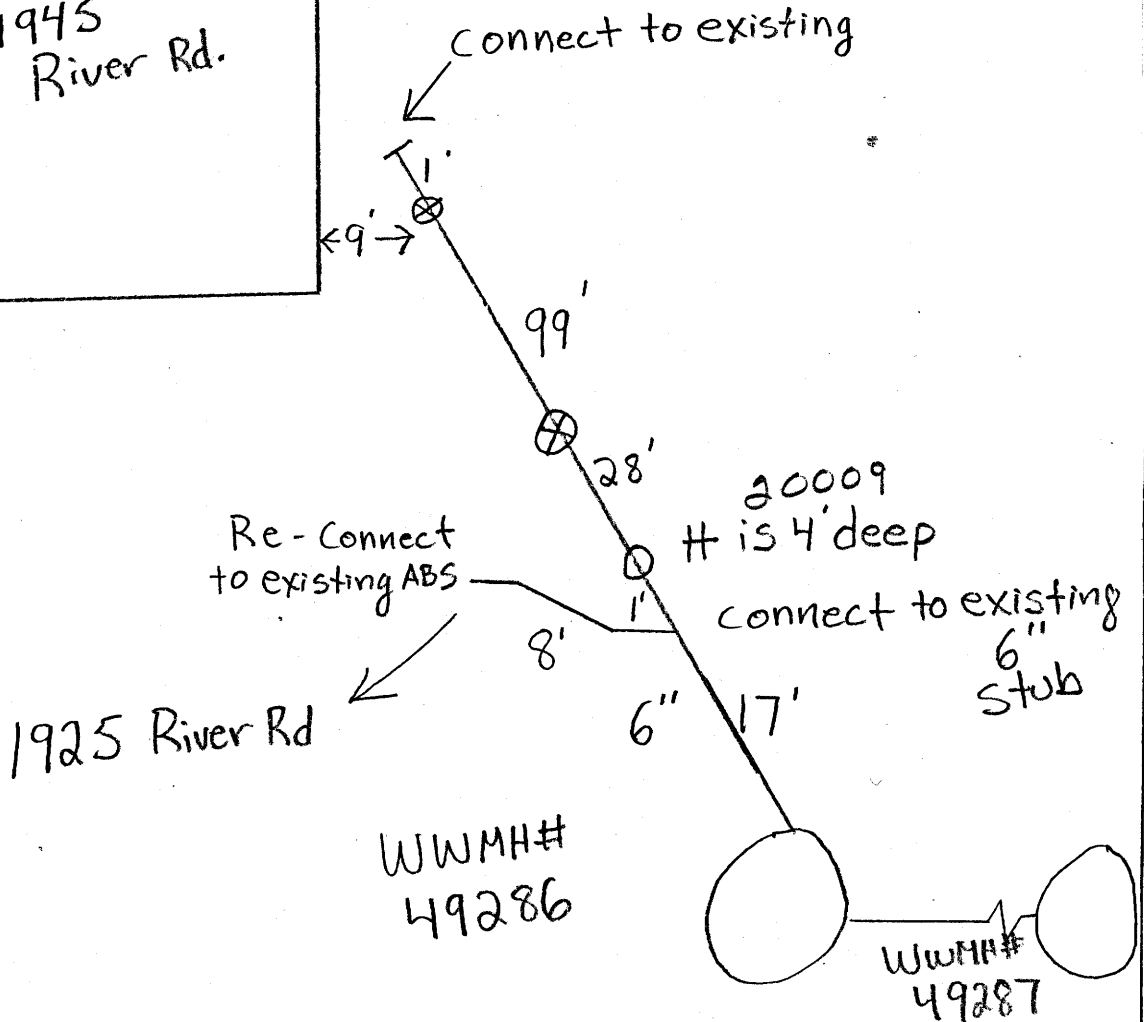 1945
River Rd.
Connect to existing
1'
9'
99'
28'
20009
# is 4' deep
Re-Connect
to existing ABS
1'
8'
connect to existing
6"
stub
6"
17'
1925 River Rd
WWMH#
49286
WWMH#
49287